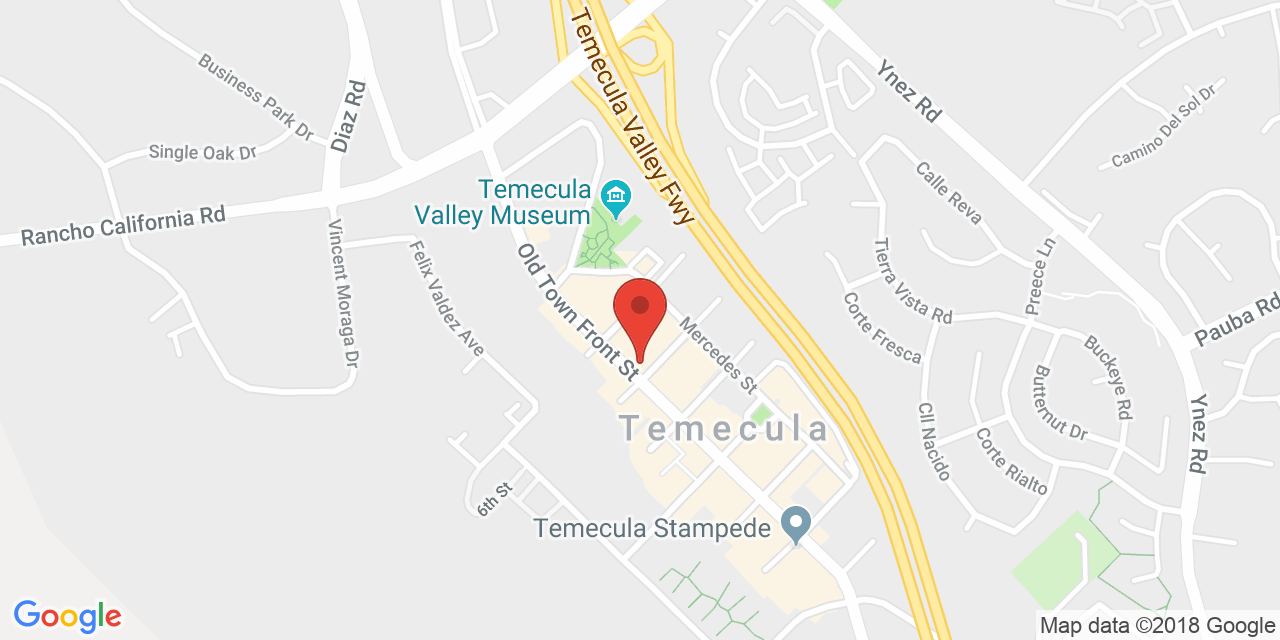 Temecula Valley Fwy
Ynez Rd
Business Park Dr
Diaz Rd
Camino Del Sol Dr
Single Oak Dr
Calle Reva
Temecula
Valley Museum
Rancho California Rd
Vincent Moraga Dr
Felix Valdez Ave
Old Town Front St
Tierra Vista Rd
Preece Ln
Corte Fresca
Pauba Rd
Mercedes St
Buckeye Rd
Butternut Dr
Cll Nacido
Ynez Rd
Temecula
Corte Rialto
6th St
Temecula Stampede
Google
Map data ©2018 Google